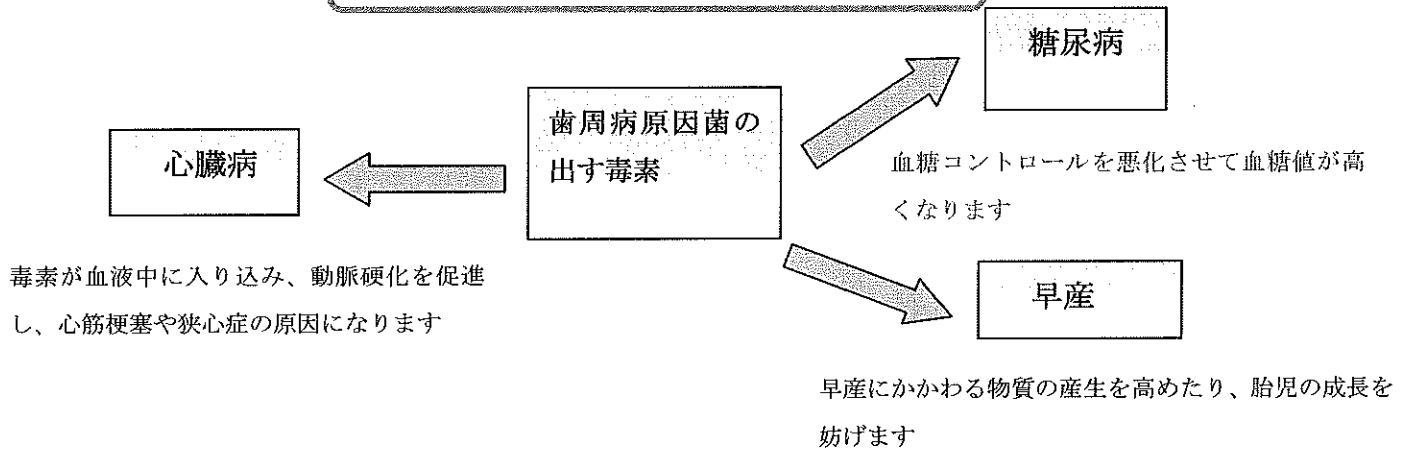 糖尿病
歯周病原因菌の
出す毒素
心臓病
血糖コントロールを悪化させて血糖値が高
くなります
毒素が血液中に入り込み、動脈硬化を促進
し、心筋梗塞や狭心症の原因になります
早産
早産にかかわる物質の産生を高めたり、胎児の成長を
妨げます